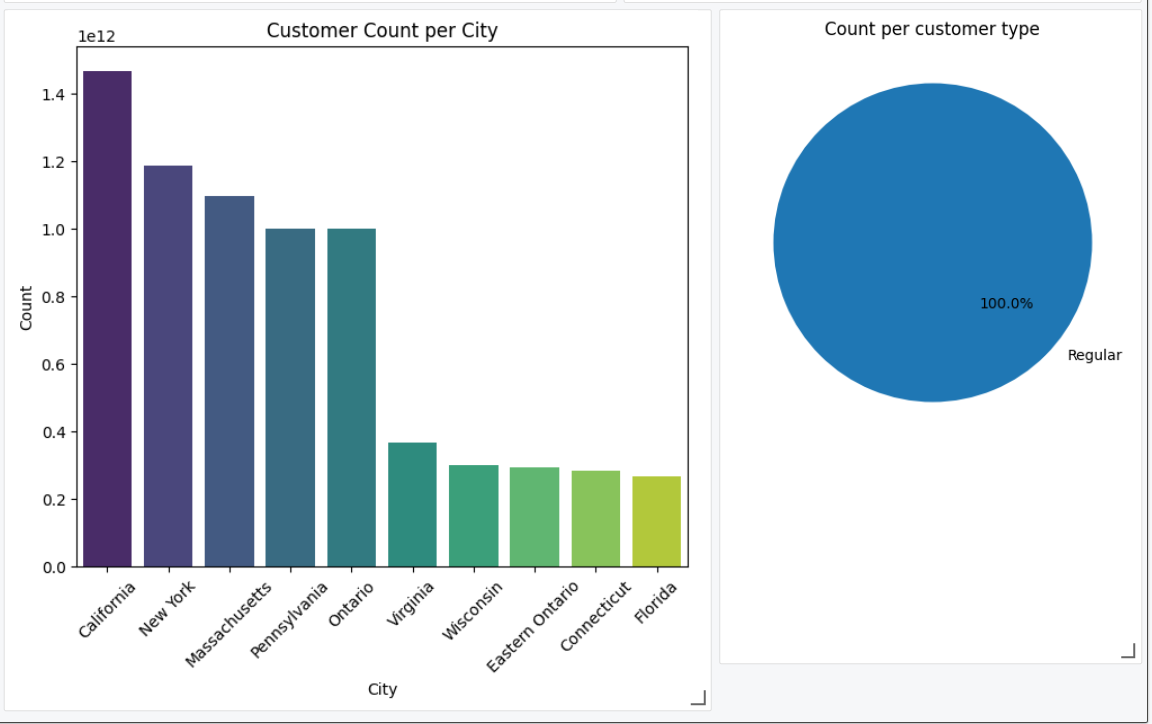 Customer Count per City
1e12
1.4
1.2
1.0
0.8
0.6
0.4
0.2
0.0
Count
California
New York
Massachusetts
Pennsylvania
Ontario
Virginia
Wisconsin
Eastern Ontario
Connecticut
Florida
City
Count per customer type
100.0%
Regular